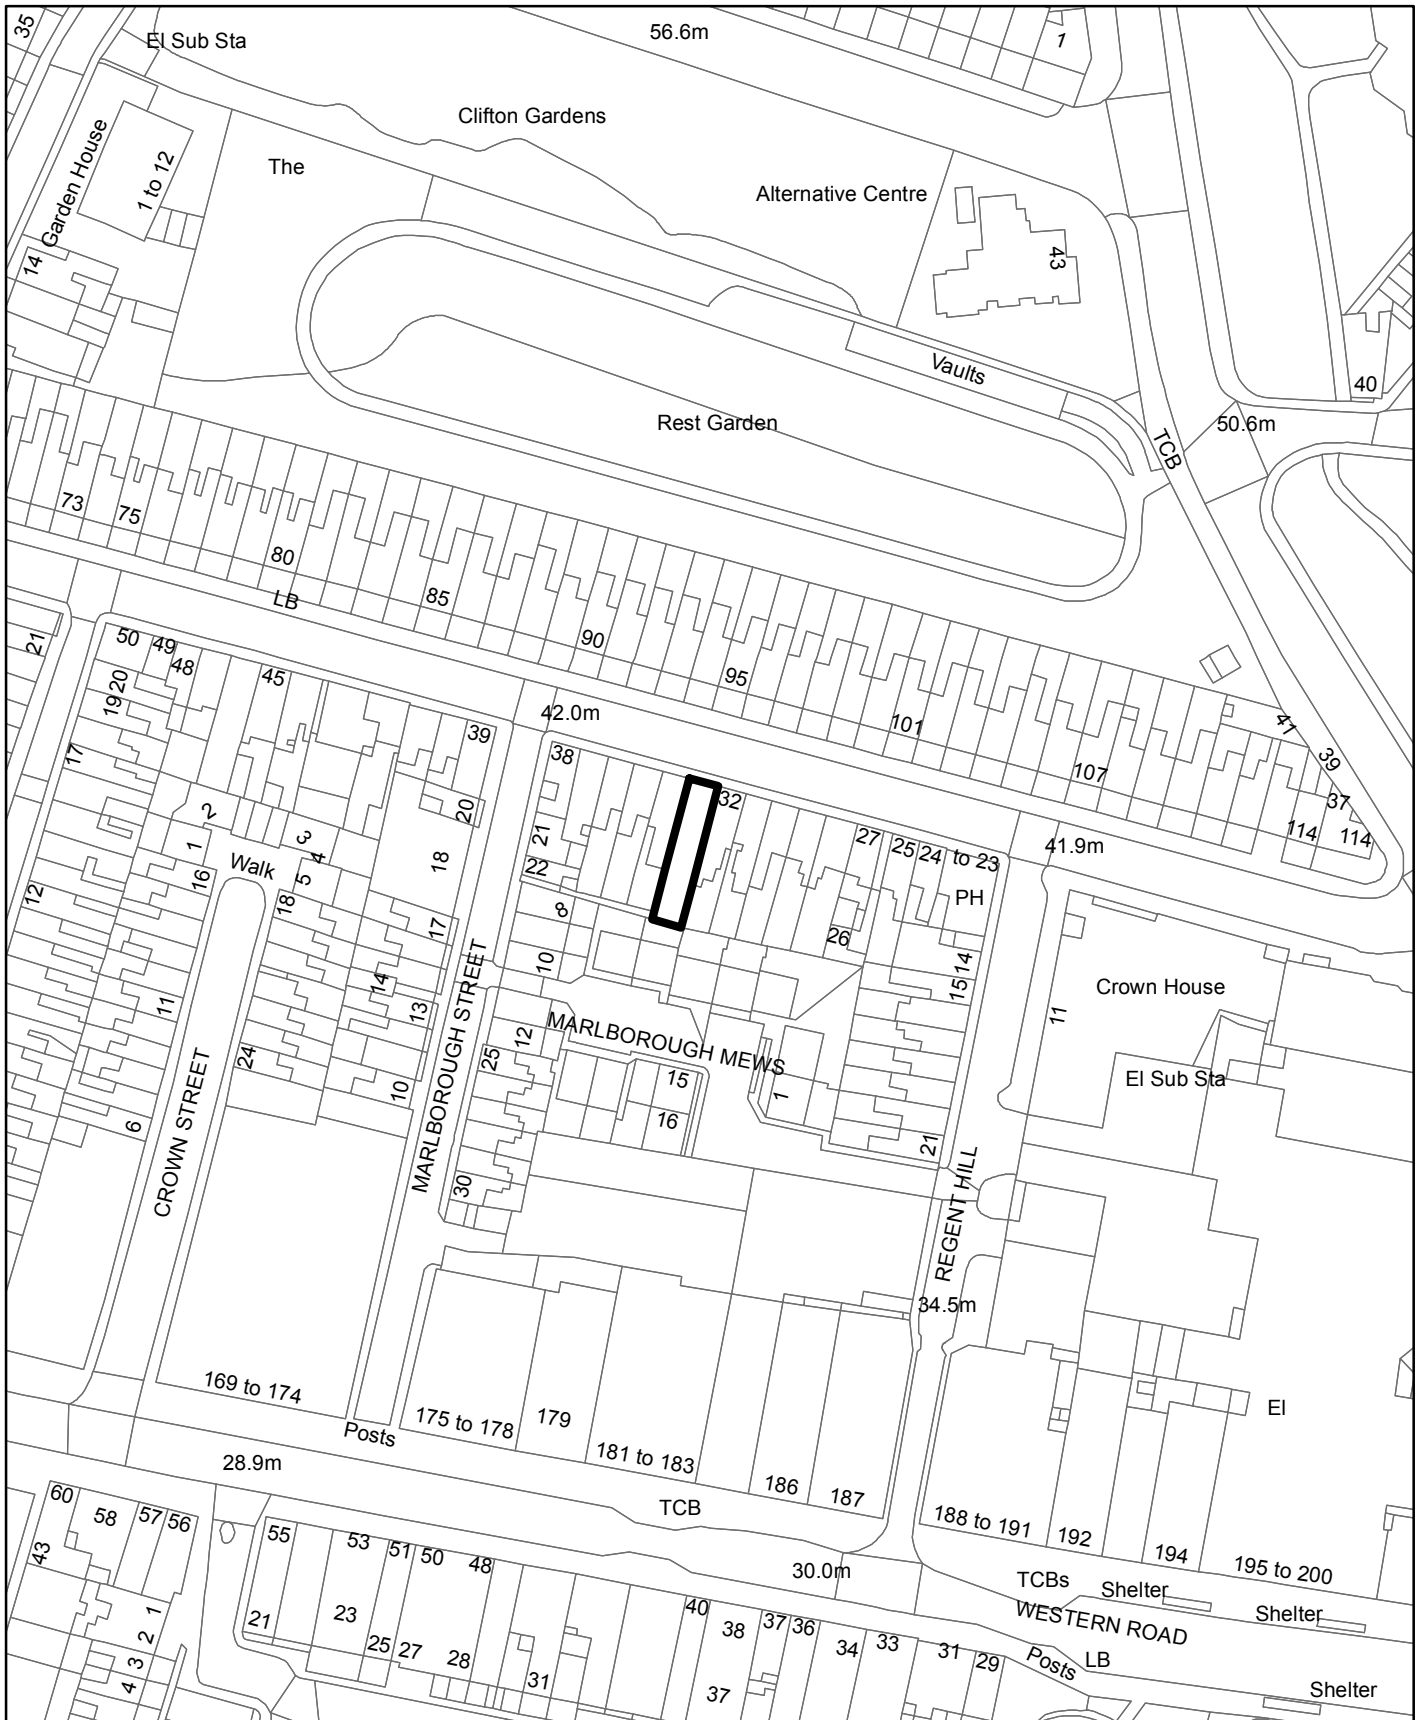 35
El Sub Sta
56.6m
1
Clifton Gardens
Garden House
1 to 12
The
Alternative Centre
14
43
Vaults
40
Rest Garden
50.6m
TCB
73
75
80
85
LB
90
95
101
107
41
39
37
114
114
21
50
49
48
45
39
42.0m
38
32
20
19
17
20
21
22
27
25
24
to 23
41.9m
PH
2
1
Walk
3
4
5
16
18
18
12
17
8
10
26
14
15
14
13
11
24
10
6
MARLBOROUGH STREET
MARLBOROUGH MEWS
12
25
15
16
1
21
30
CROWN STREET
Crown House
11
El Sub Sta
REGENT HILL
34.5m
169 to 174
Posts
175 to 178
179
181 to 183
186
187
188 to 191
192
194
195 to 200
El
28.9m
TCB
30.0m
TCBs
Shelter
Shelter
WESTERN ROAD
LB
Posts
Shelter
60
58
57
56
43
1
2
3
4
55
53
51
50
48
21
23
25
27
28
31
40
38
37
36
34
33
31
29
37